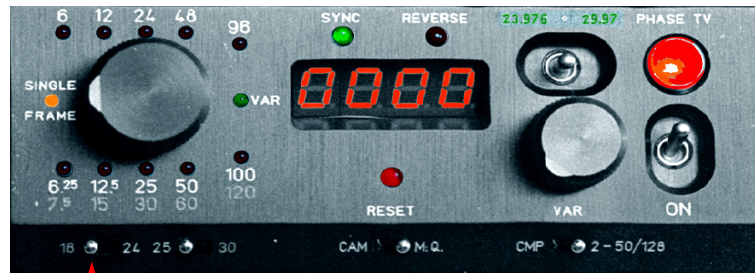 6 12 24 48 96
SYNC REVERSE
23.976 29.97 PHASE TV
SINGLE
FRAME
VAR
0000
6.25 12.5 25 50 100
7.5 15 30 60 120
RESET VAR ON
18 24 25 30 CAM M.Q. CMP 2-50/128